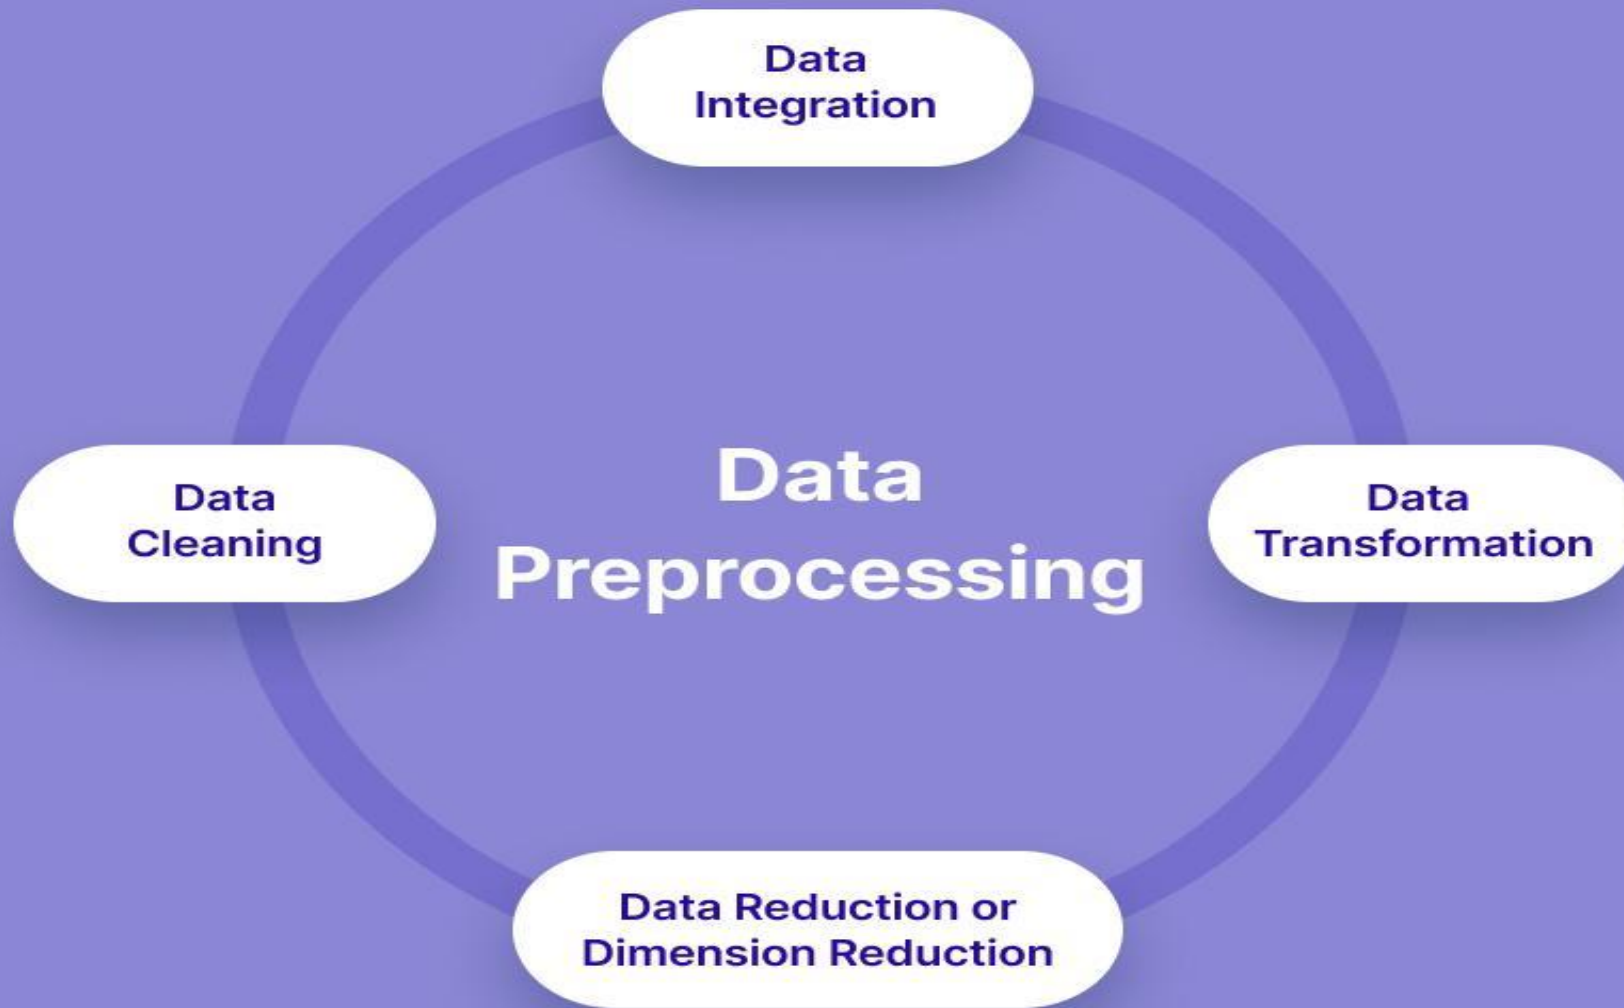 Data
Integration
Data
Cleaning
Data
Preprocessing
Data
Transformation
Data Reduction or
Dimension Reduction